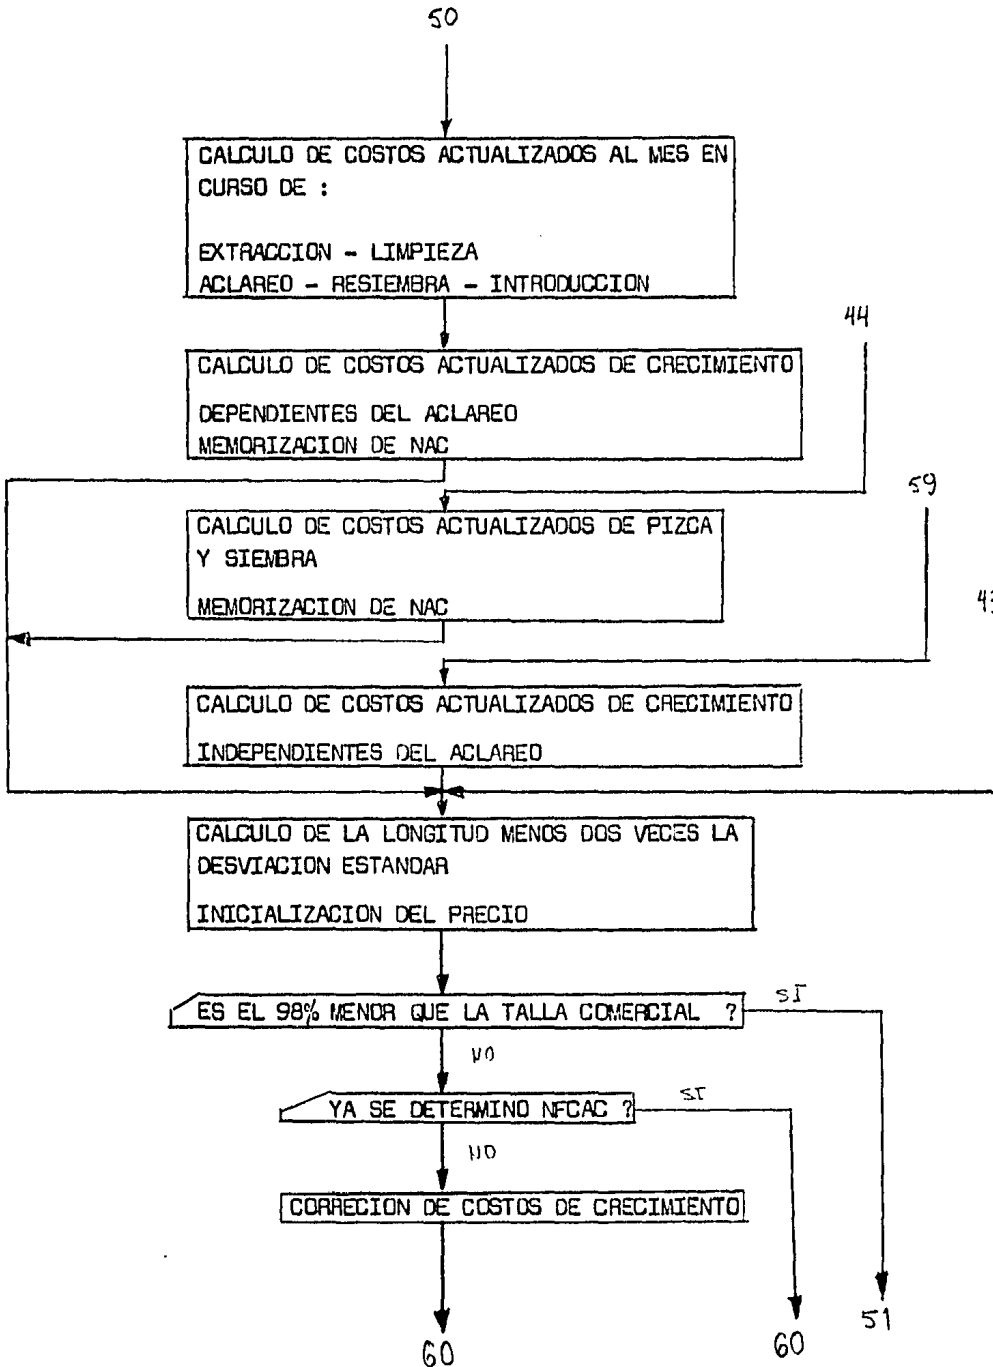 50
CALCULO DE COSTOS ACTUALIZADOS AL MES EN
CURSO DE :
EXTRACCION - LIMPIEZA
ACLAREO - RESIEMBRA - INTRODUCCION
44
CALCULO DE COSTOS ACTUALIZADOS DE CRECIMIENTO
DEPENDIENTES DEL ACLAREO
MEMORIZACION DE NAC
59
CALCULO DE COSTOS ACTUALIZADOS DE PIZCA
Y SIEMBRA
MEMORIZACION DE NAC
CALCULO DE COSTOS ACTUALIZADOS DE CRECIMIENTO
INDEPENDIENTES DEL ACLAREO
CALCULO DE LA LONGITUD MENOS DOS VECES LA
DESVIACION ESTANDAR
INICIALIZACION DEL PRECIO
ES EL 98% MENOR QUE LA TALLA COMERCIAL ?
SI
NO
YA SE DETERMINO NFCAC ?
SI
NO
CORRECION DE COSTOS DE CRECIMIENTO
60
60
51